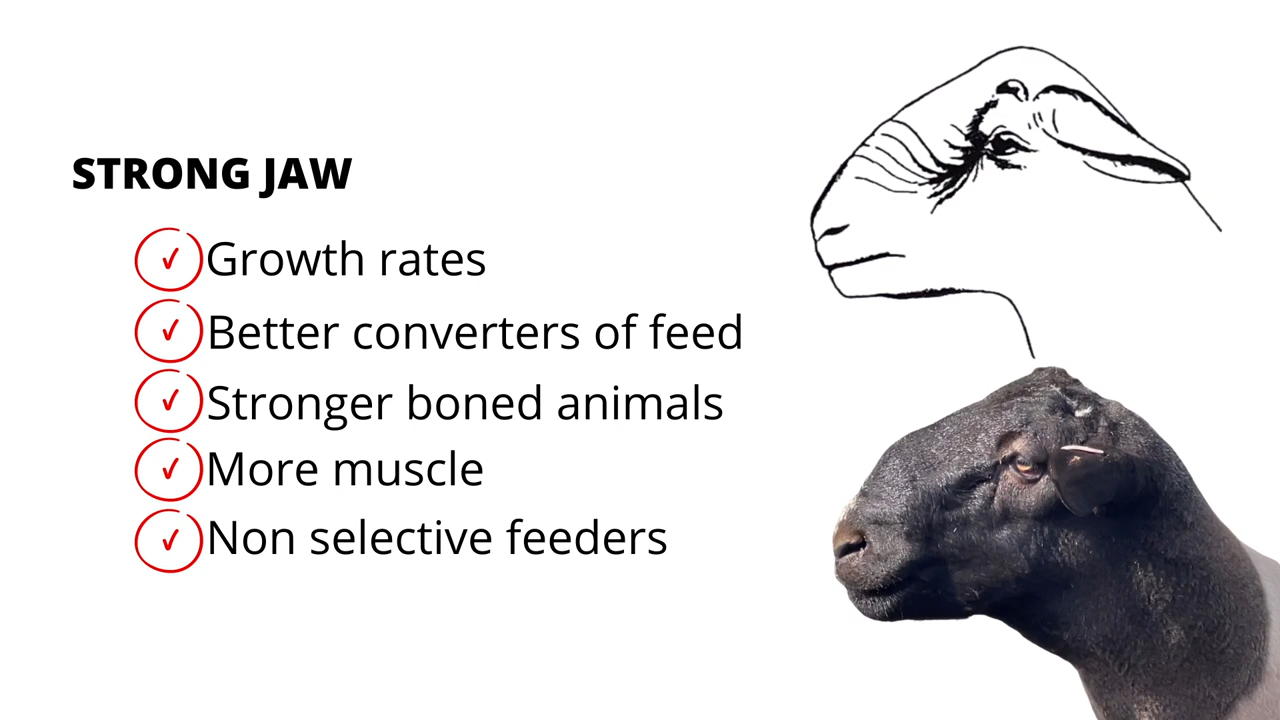 STRONG JAW
✓ Growth rates
✓ Better converters of feed
✓ Stronger boned animals
✓ More muscle
✓ Non selective feeders